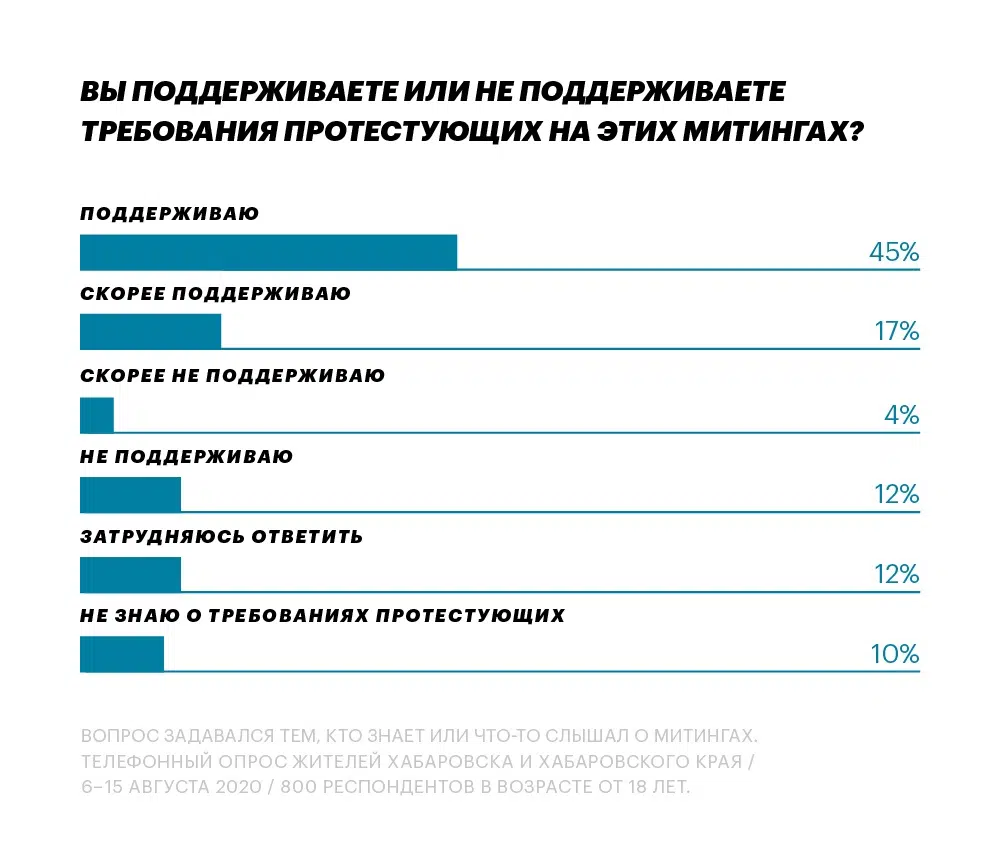 ВЫ ПОДДЕРЖИВАЕТЕ ИЛИ НЕ ПОДДЕРЖИВАЕТЕ
ТРЕБОВАНИЯ ПРОТЕСТУЮЩИХ НА ЭТИХ МИТИНГАХ?
ПОДДЕРЖИВАЮ
45%
СКОРЕЕ ПОДДЕРЖИВАЮ
17%
СКОРЕЕ НЕ ПОДДЕРЖИВАЮ
4%
НЕ ПОДДЕРЖИВАЮ
12%
ЗАТРУДНЯЮСЬ ОТВЕТИТЬ
12%
НЕ ЗНАЮ О ТРЕБОВАНИЯХ ПРОТЕСТУЮЩИХ
10%
ВОПРОС ЗАДАВАЛСЯ ТЕМ, КТО ЗНАЕТ ИЛИ ЧТО-ТО СЛЫШАЛ О МИТИНГАХ.
ТЕЛЕФОННЫЙ ОПРОС ЖИТЕЛЕЙ ХАБАРОВСКА И ХАБАРОВСКОГО КРАЯ /
6–15 АВГУСТА 2020 / 800 РЕСПОНДЕНТОВ В ВОЗРАСТЕ ОТ 18 ЛЕТ.